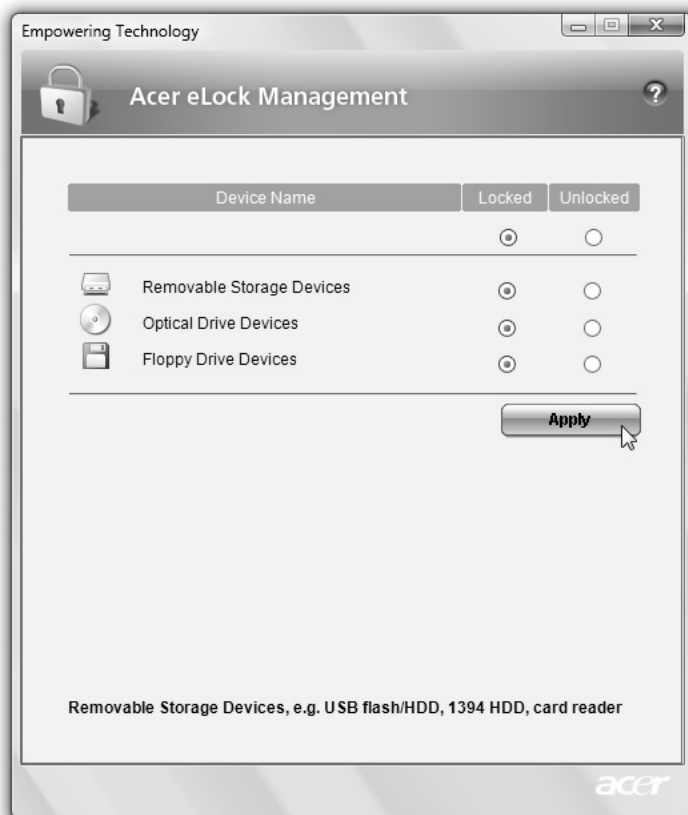 Empowering Technology
Acer eLock Management
?
Device Name Locked Unlocked
Removable Storage Devices
Optical Drive Devices
Floppy Drive Devices
Apply
Removable Storage Devices, e.g. USB flash/HDD, 1394 HDD, card reader
acer